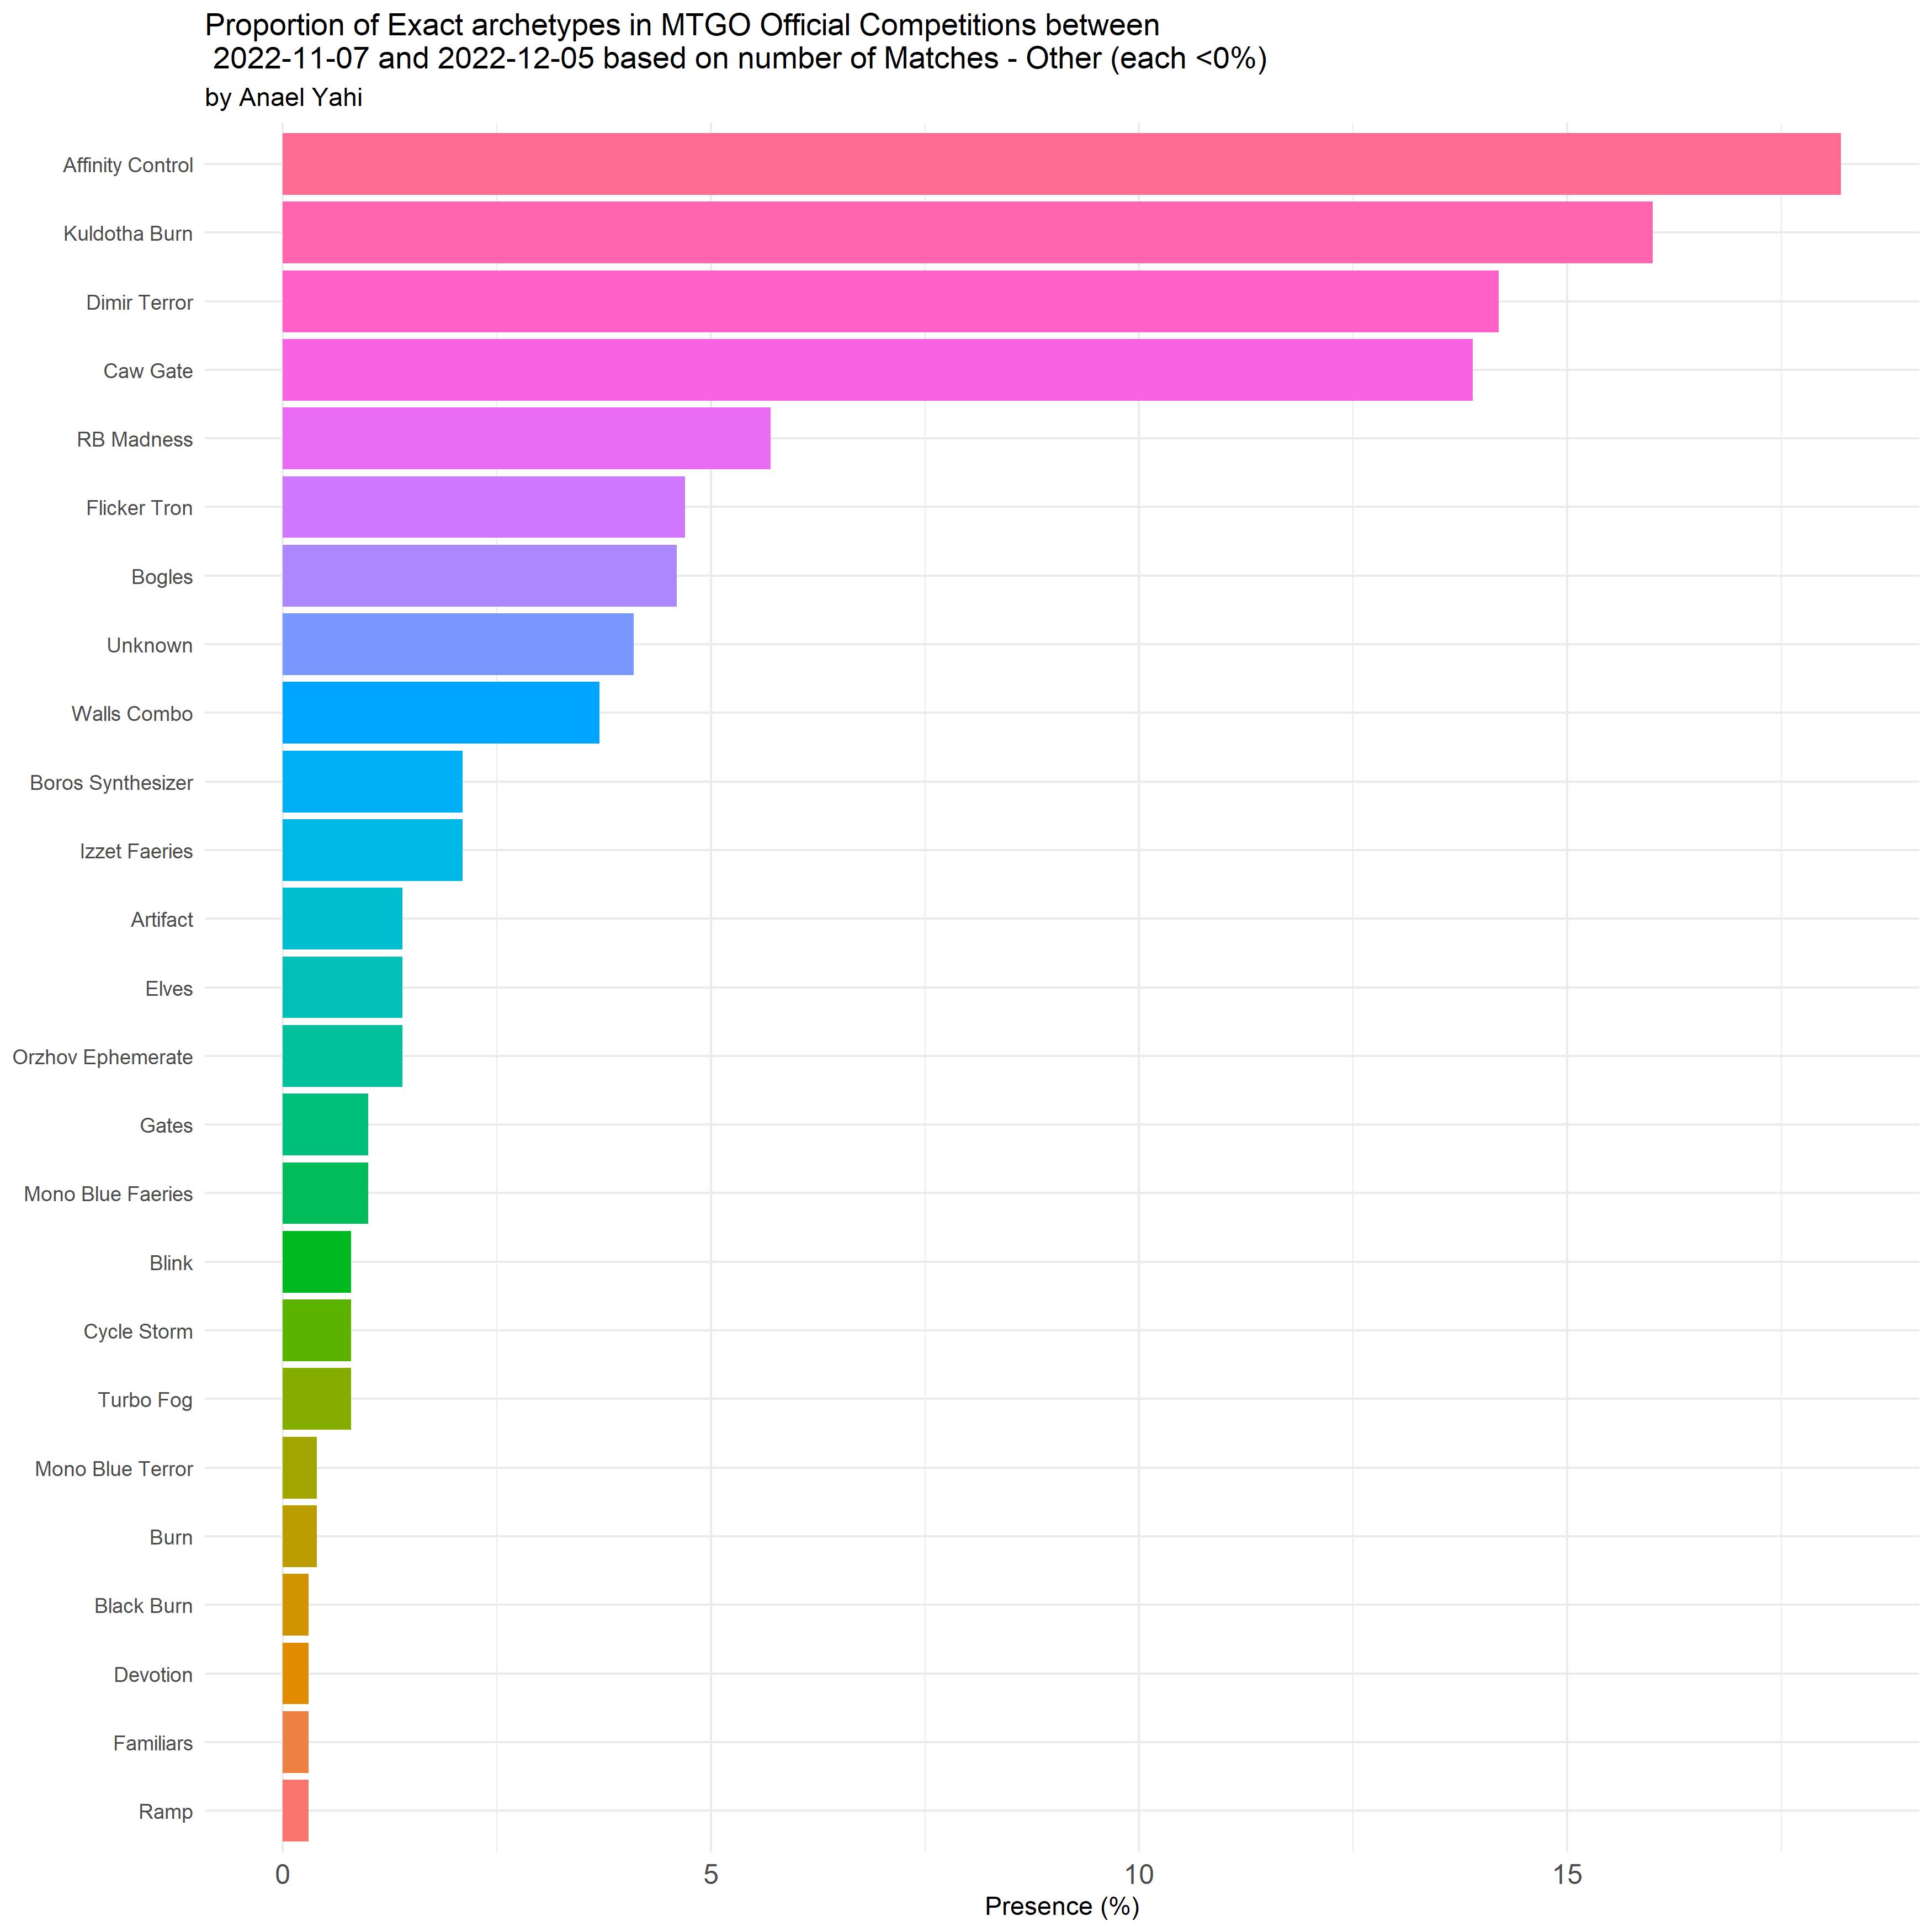 Proportion of Exact archetypes in MTGO Official Competitions between
2022-11-07 and 2022-12-05 based on number of Matches - Other (each <0%)
by Anael Yahi
Affinity Control
Kuldotha Burn
Dimir Terror
Caw Gate
RB Madness
Flicker Tron
Bogles
Unknown
Walls Combo
Boros Synthesizer
Izzet Faeries
Artifact
Elves
Orzhov Ephemerate
Gates
Mono Blue Faeries
Blink
Cycle Storm
Turbo Fog
Mono Blue Terror
Burn
Black Burn
Devotion
Familiars
Ramp
0 5 10 15
Presence (%)